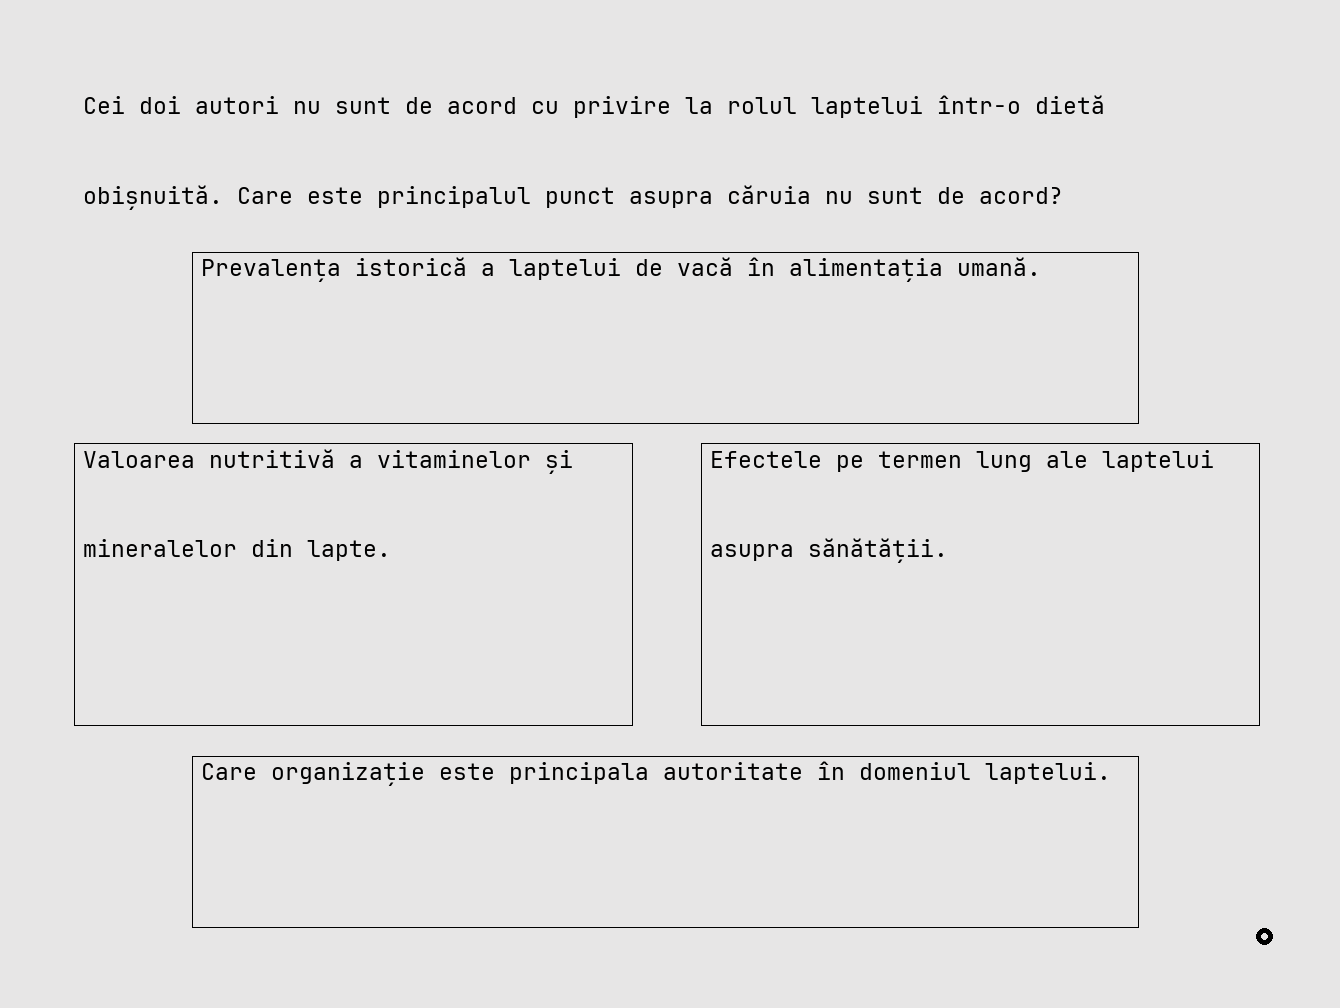 Cei doi autori nu sunt de acord cu privire la rolul laptelui într-o dietă
obișnuită. Care este principalul punct asupra căruia nu sunt de acord?
Prevalența istorică a laptelui de vacă în alimentația umană.
Valoarea nutritivă a vitaminelor și
mineralelor din lapte.
Efectele pe termen lung ale laptelui
asupra sănătății.
Care organizație este principala autoritate în domeniul laptelui.